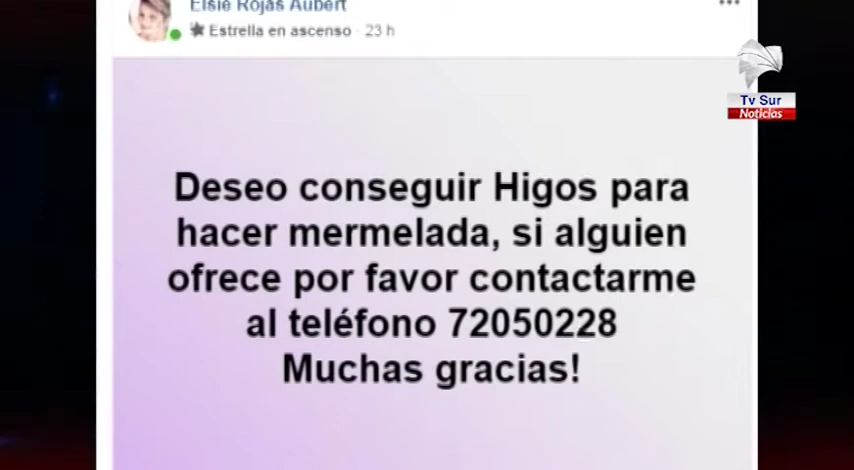 Elsie Rojas Aubert
Estrella en ascenso · 23 h
Tv Sur
Noticias
Deseo conseguir Higos para
hacer mermelada, si alguien
ofrece por favor contactarme
al teléfono 72050228
Muchas gracias!